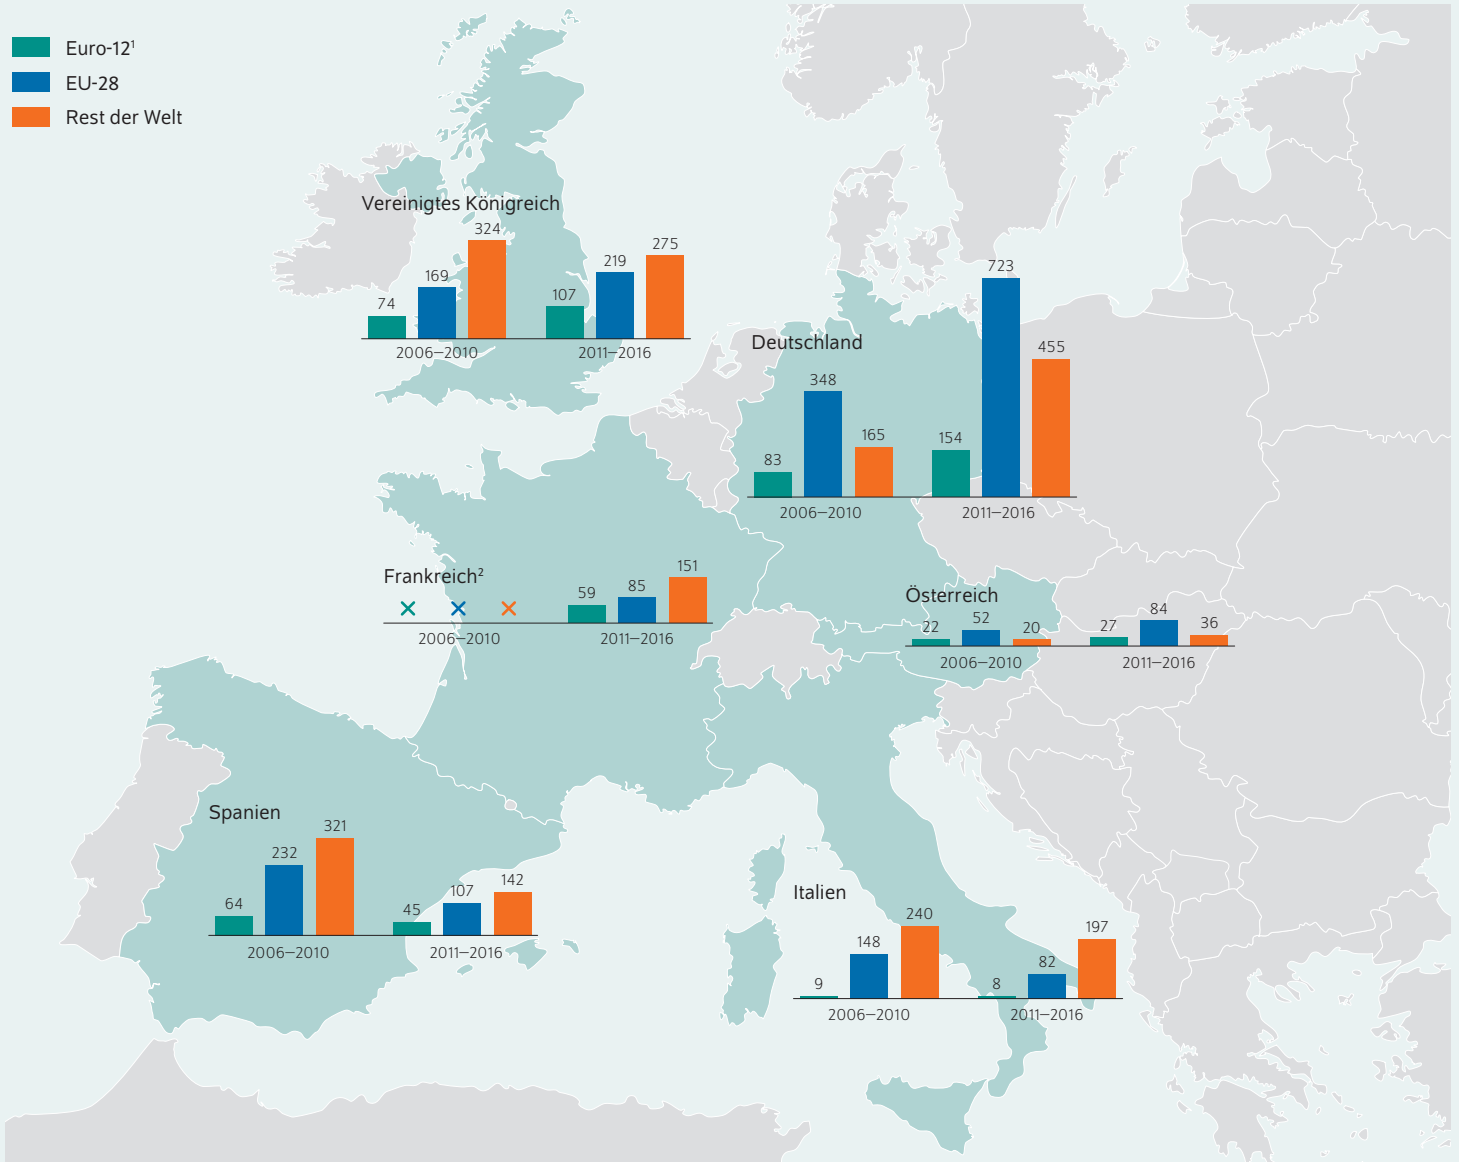 Euro-12¹
EU-28
Rest der Welt
Vereinigtes Königreich
74 169 324 107 219 275
2006–2010 2011–2016
Deutschland
83 348 165 154 723 455
2006–2010 2011–2016
Frankreich²
59 85 151
2006–2010 2011–2016
Österreich
22 52 20 27 84 36
2006–2010 2011–2016
Spanien
64 232 321 45 107 142
2006–2010 2011–2016
Italien
9 148 240 8 82 197
2006–2010 2011–2016